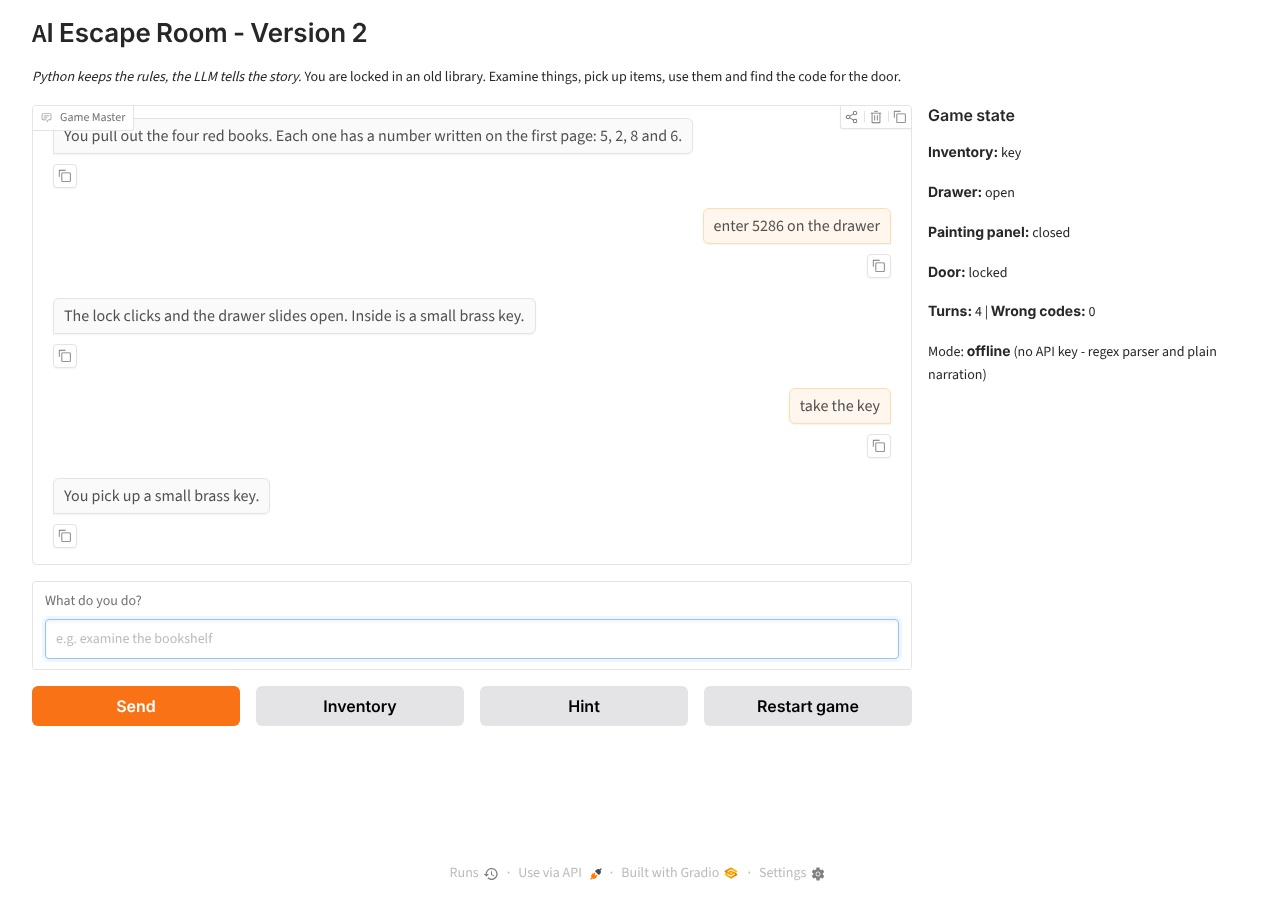 AI Escape Room - Version 2
Python keeps the rules, the LLM tells the story. You are locked in an old library. Examine things, pick up items, use them and find the code for the door.
Game Master
You pull out the four red books. Each one has a number written on the first page: 5, 2, 8 and 6.
enter 5286 on the drawer
The lock clicks and the drawer slides open. Inside is a small brass key.
take the key
You pick up a small brass key.
What do you do?
e.g. examine the bookshelf
Send
Inventory
Hint
Restart game
Game state
Inventory: key
Drawer: open
Painting panel: closed
Door: locked
Turns: 4 | Wrong codes: 0
Mode: offline (no API key - regex parser and plain
narration)
Runs · Use via API · Built with Gradio · Settings